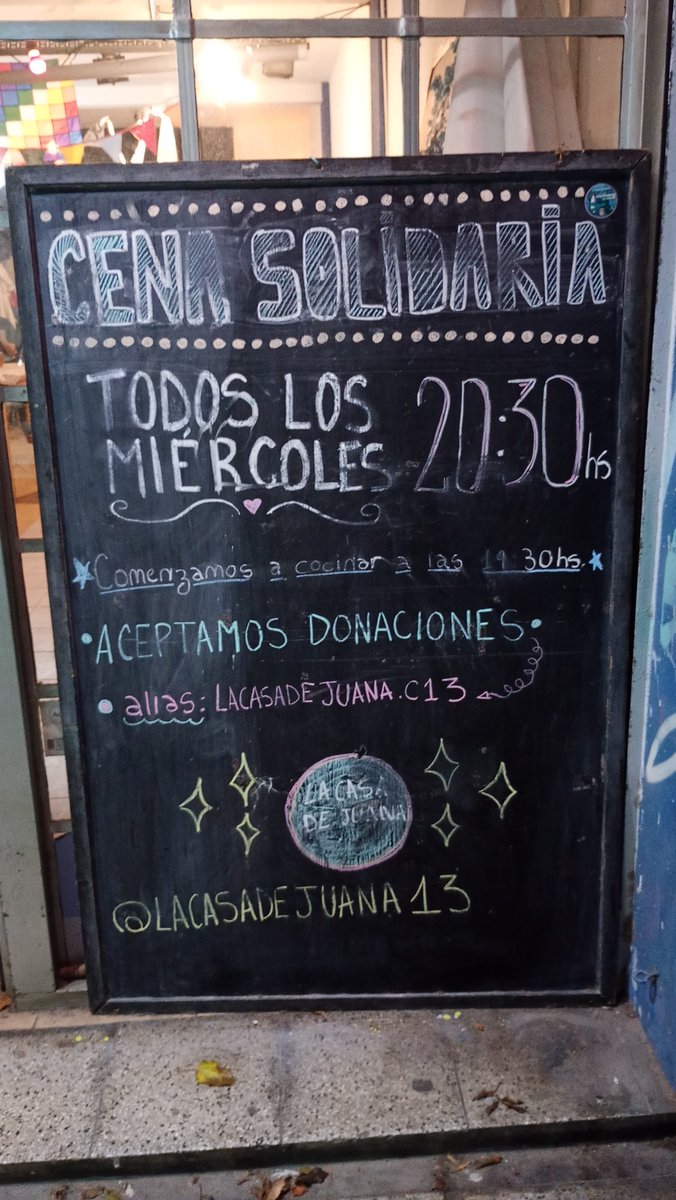 CENA SOLIDARIA
TODOS LOS
MIÉRCOLES 20:30hs
Comenzamos a cocinar a las 19:30hs.
• ACEPTAMOS DONACIONES •
• alias: LACASADEJUANA.C13
LA CASA
DE JUANA
@LACASADEJUANA13